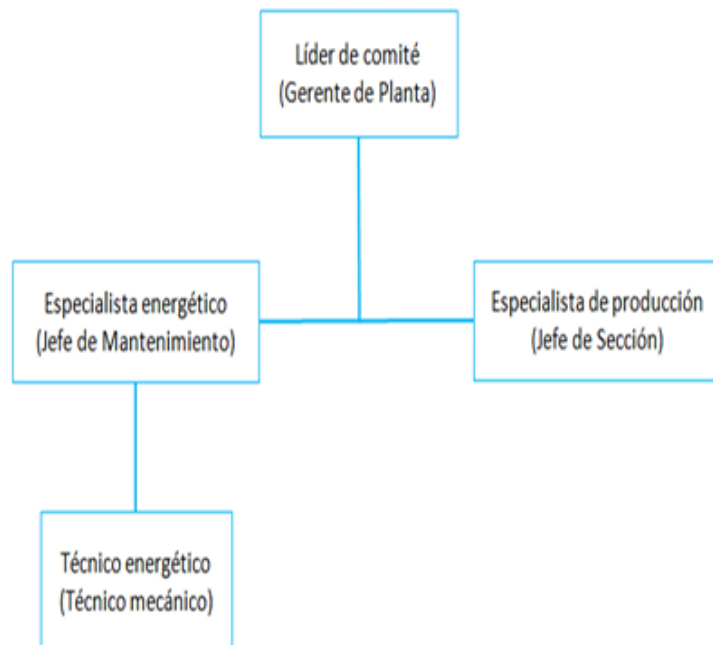 Líder de comité
(Gerente de Planta)
Especialista energético
(Jefe de Mantenimiento)
Especialista de producción
(Jefe de Sección)
Técnico energético
(Técnico mecánico)